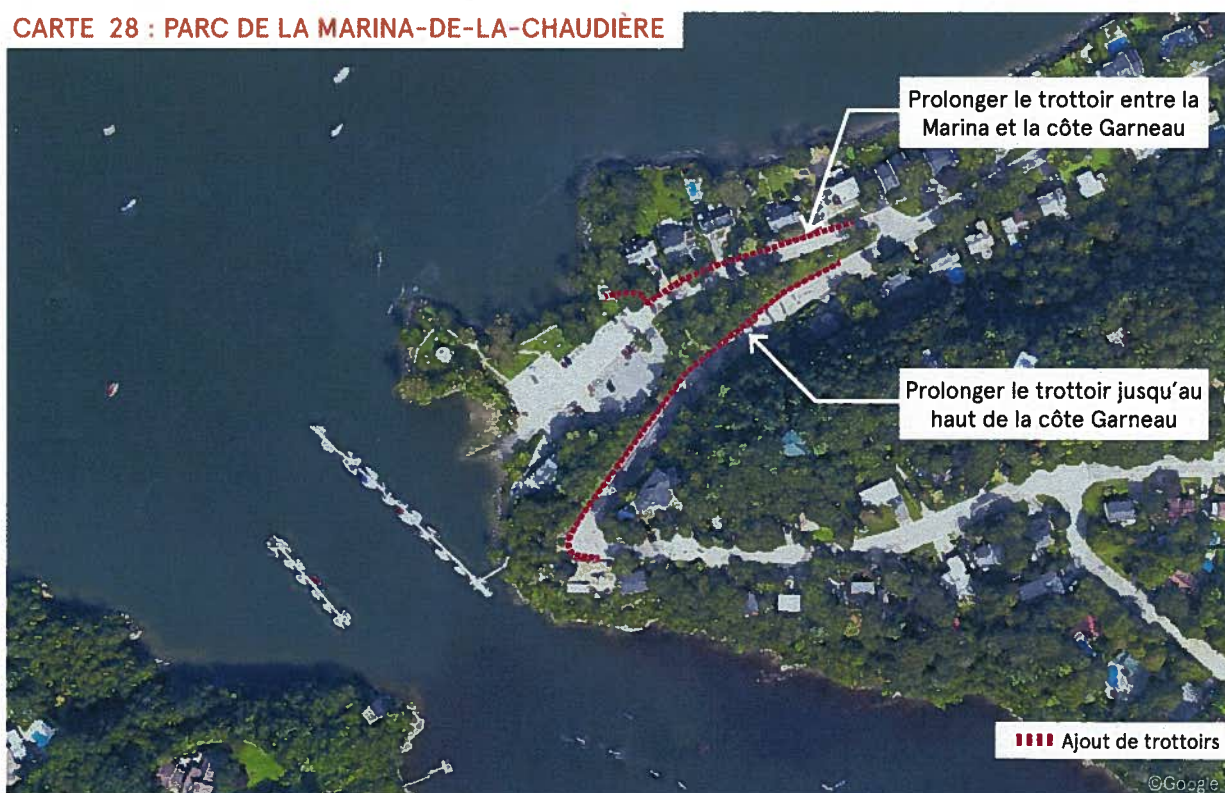 CARTE 28 : PARC DE LA MARINA-DE-LA-CHAUDIÈRE
Prolonger le trottoir entre la
Marina et la côte Garneau
Prolonger le trottoir jusqu'au
haut de la côte Garneau
Ajout de trottoirs
©Google